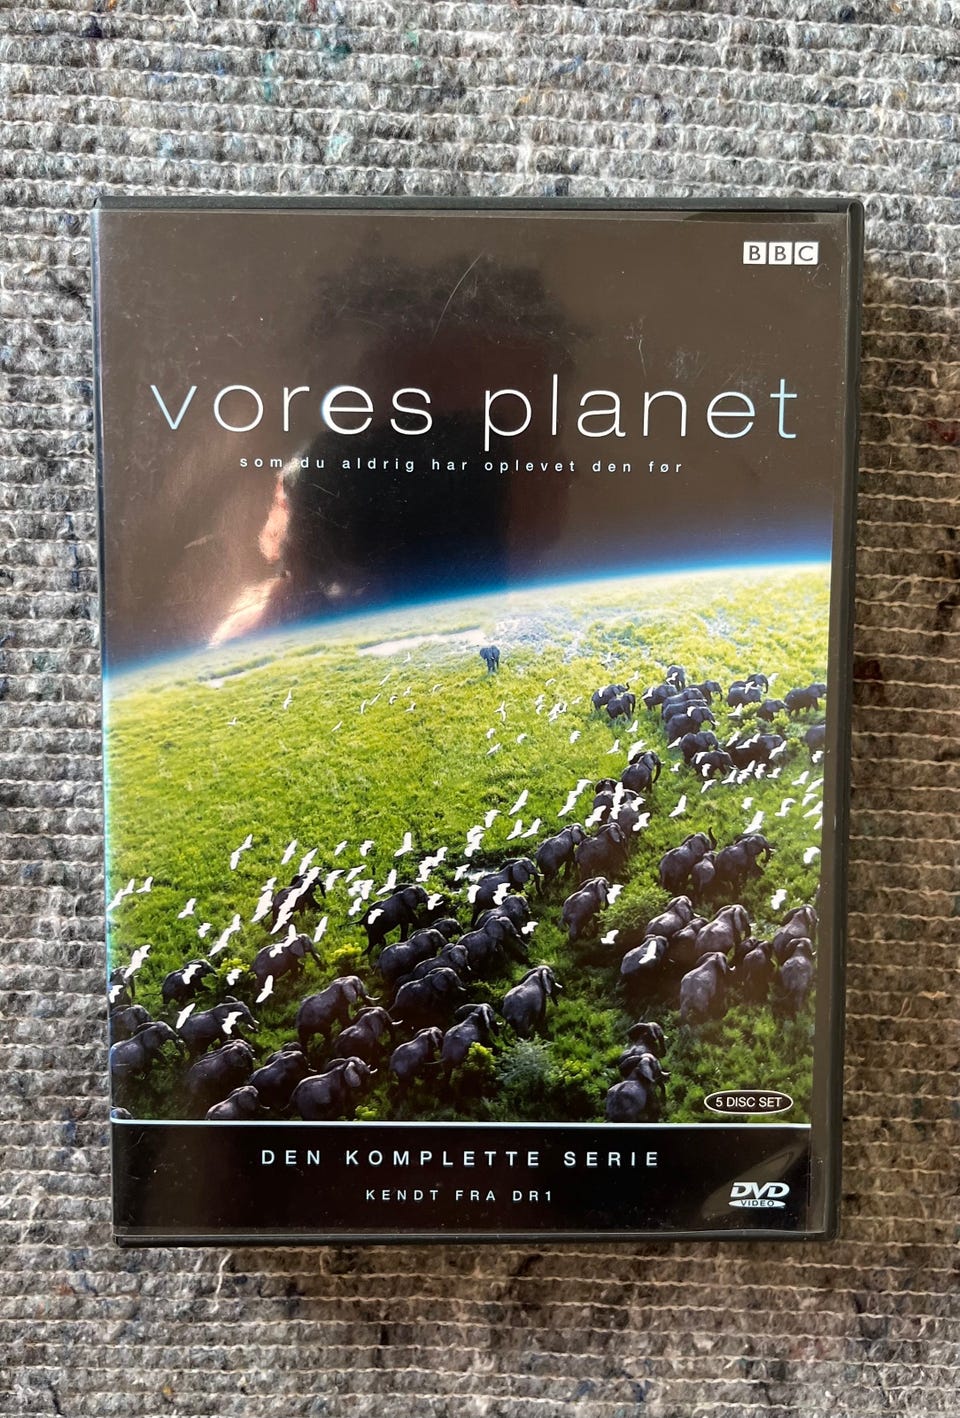 BBC
vores planet
som du aldrig har oplevet den før
5 DISC SET
DEN KOMPLETTE SERIE
KENDT FRA DR1
DVD
VIDEO